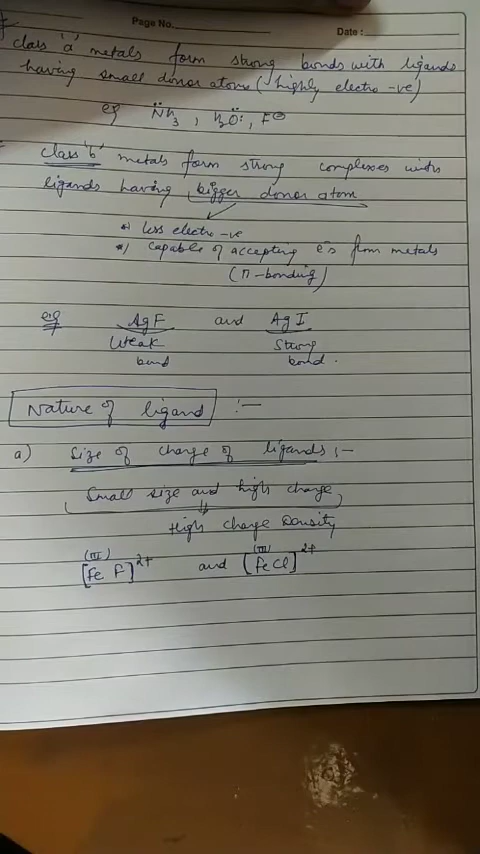 Page No.
Date :
class 'a' metals form strong bonds with ligands
having small donor atoms (highly electro -ve)
eg N̈H3 , H2Ö: , F⊖
class 'b' metals form strong complexes with
ligands having bigger donor atom
*) less electro -ve
*) capable of accepting e⁻s from metals
(π-bonding)
eg AgF and AgI
Weak Strong
bond bond .
Nature of ligand :-
a) Size of charge of ligands :-
Small size and high charge
⇓
High Charge Density
(III) (III)
[Fe F]²⁺ and [FeCl]²⁺